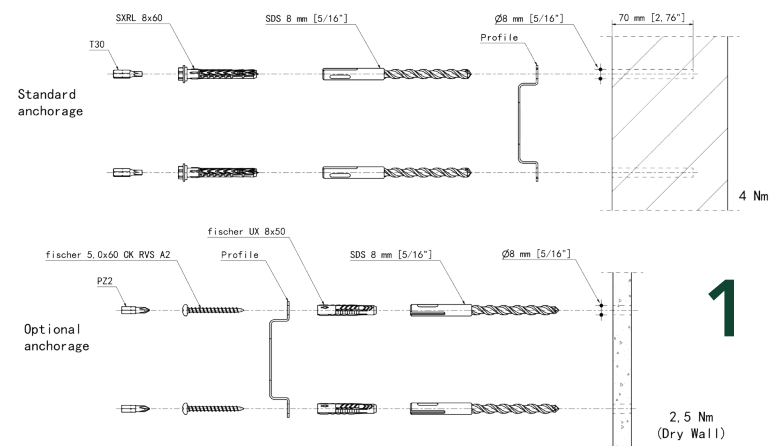 SXRL 8x60
SDS 8 mm [5/16"]
Ø8 mm [5/16"]
70 mm [2,76"]
T30
Profile
Standard
anchorage
4 Nm
fischer UX 8x50
fischer 5,0x60 CK RVS A2
Profile
SDS 8 mm [5/16"]
Ø8 mm [5/16"]
PZ2
1
Optional
anchorage
2,5 Nm
(Dry Wall)